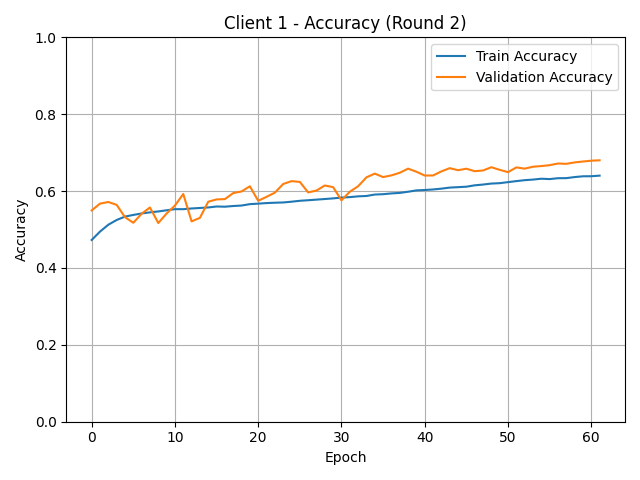 Client 1 - Accuracy (Round 2)
Train Accuracy
Validation Accuracy
1.0
0.8
0.6
0.4
0.2
0.0
Accuracy
0 10 20 30 40 50 60
Epoch